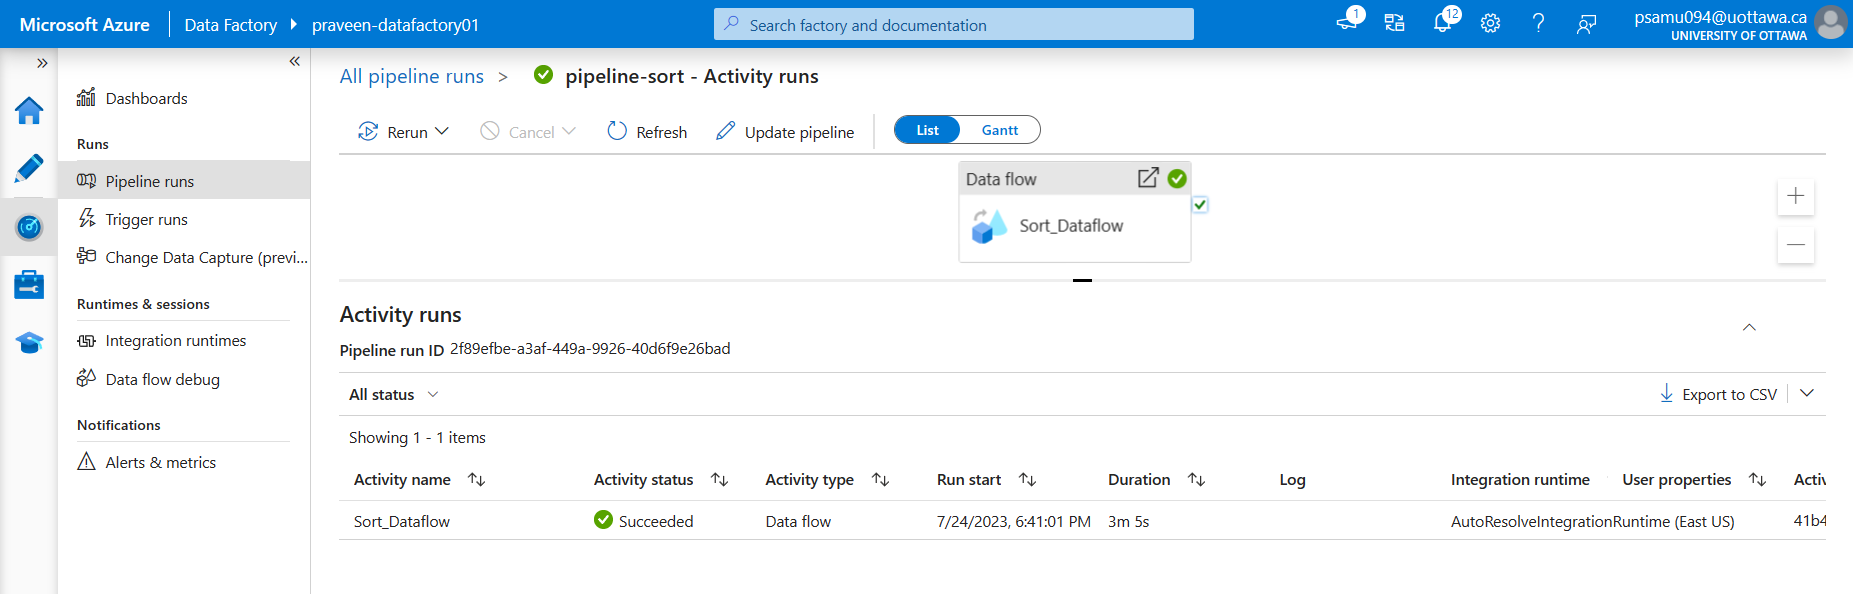 Microsoft Azure
Data Factory
praveen-datafactory01
Search factory and documentation
1
12
psamu094@uottawa.ca
UNIVERSITY OF OTTAWA
Dashboards
Runs
Pipeline runs
Trigger runs
Change Data Capture (previ...
Runtimes & sessions
Integration runtimes
Data flow debug
Notifications
Alerts & metrics
All pipeline runs > pipeline-sort - Activity runs
Rerun Cancel Refresh Update pipeline List Gantt
Data flow
Sort_Dataflow
Activity runs
Pipeline run ID 2f89efbe-a3af-449a-9926-40d6f9e26bad
All status
Export to CSV
Showing 1 - 1 items
Activity name Activity status Activity type Run start Duration Log Integration runtime User properties Activ
Sort_Dataflow Succeeded Data flow 7/24/2023, 6:41:01 PM 3m 5s AutoResolveIntegrationRuntime (East US) 41b4